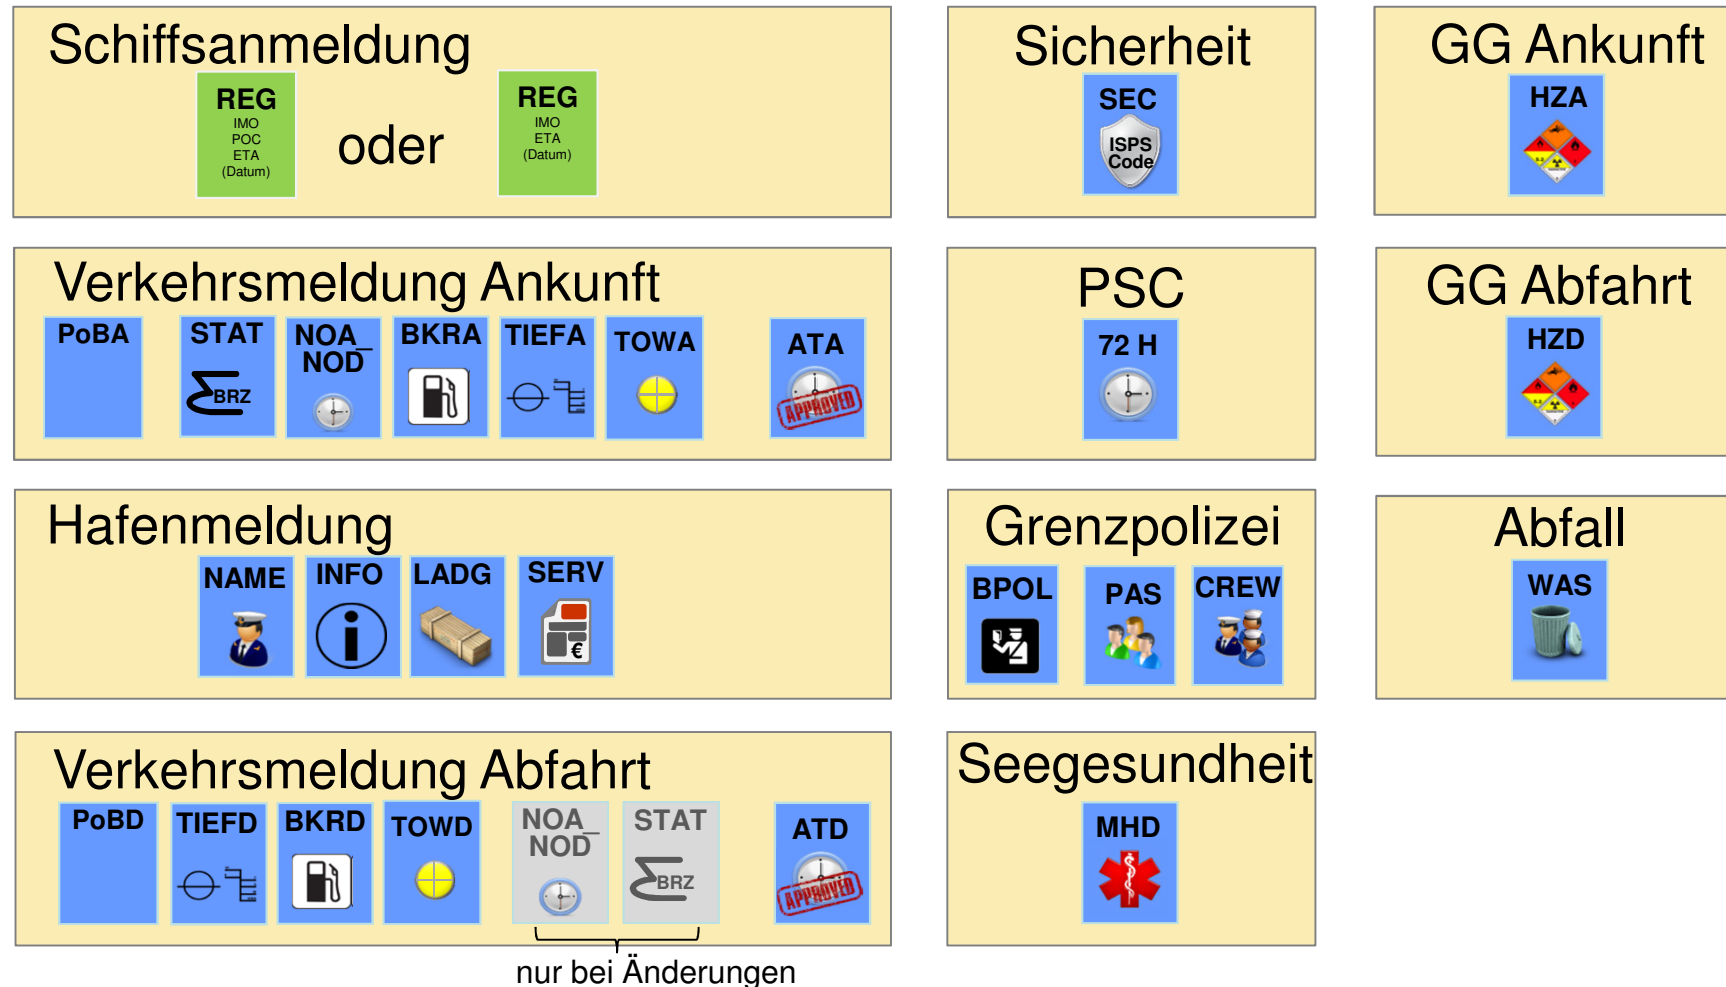 Schiffsanmeldung
REG
IMO
POC
ETA
(Datum)
oder
REG
IMO
ETA
(Datum)
Sicherheit
SEC
ISPS
Code
GG Ankunft
HZA
Verkehrsmeldung Ankunft
PoBA
STAT
BRZ
NOA_
NOD
BKRA
TIEFA
TOWA
ATA
APPROVED
PSC
72 H
GG Abfahrt
HZD
Hafenmeldung
NAME
INFO
LADG
SERV
€
Grenzpolizei
BPOL
PAS
CREW
Abfall
WAS
Verkehrsmeldung Abfahrt
PoBD
TIEFD
BKRD
TOWD
NOA_
NOD
STAT
BRZ
ATD
APPROVED
nur bei Änderungen
Seegesundheit
MHD